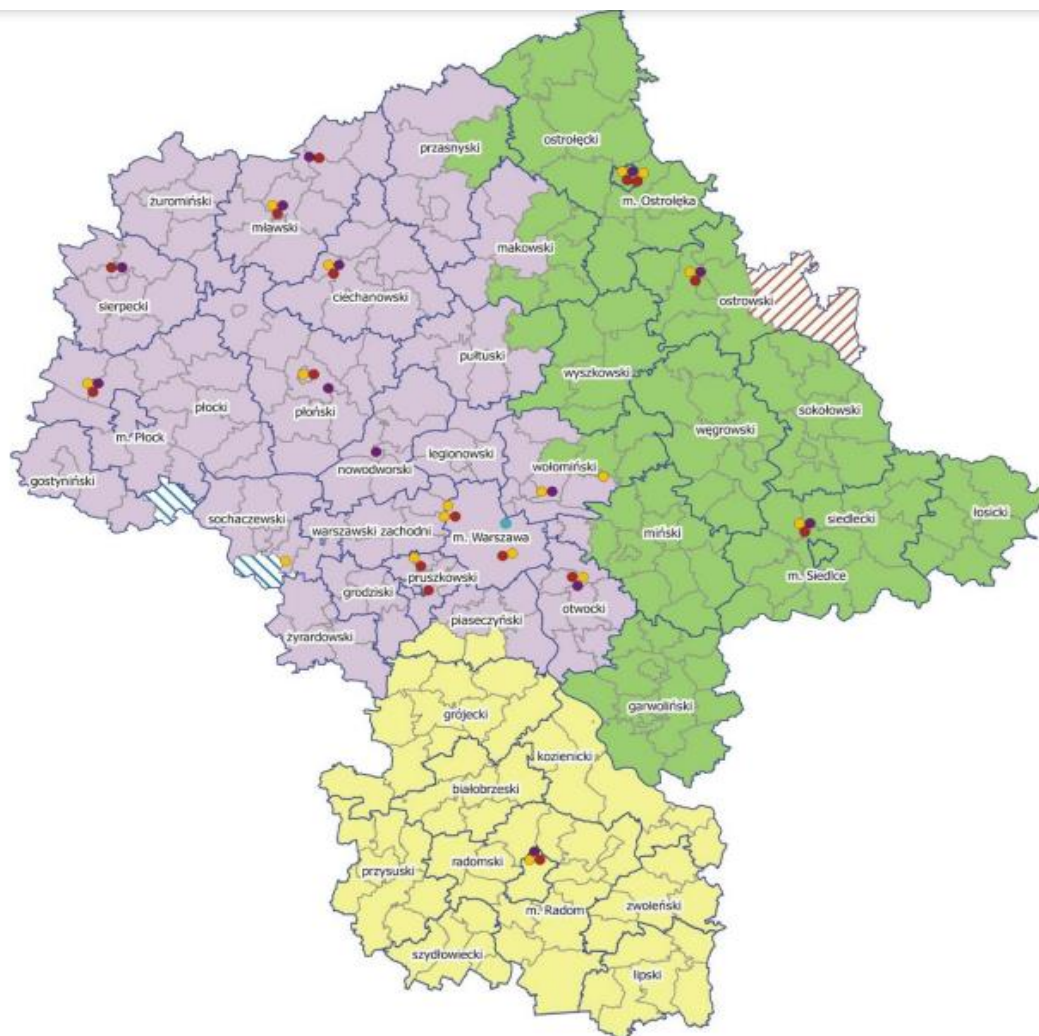 ostrołęcki
przasnyski
żuromiński
m. Ostrołęka
mławski
makowski
ciechanowski
ostrowski
sierpecki
pułtuski
wyszkowski
płocki
płoński
sokołowski
węgrowski
m. Płock
legionowski
wołomiński
nowodworski
gostyniński
sochaczewski
siedlecki
łosicki
warszawski zachodni
m. Warszawa
miński
pruszkowski
m. Siedlce
grodziski
otwocki
piaseczyński
żyrardowski
garwoliński
grójecki
kozienicki
białobrzeski
radomski
przysuski
m. Radom
zwoleński
szydłowiecki
lipski